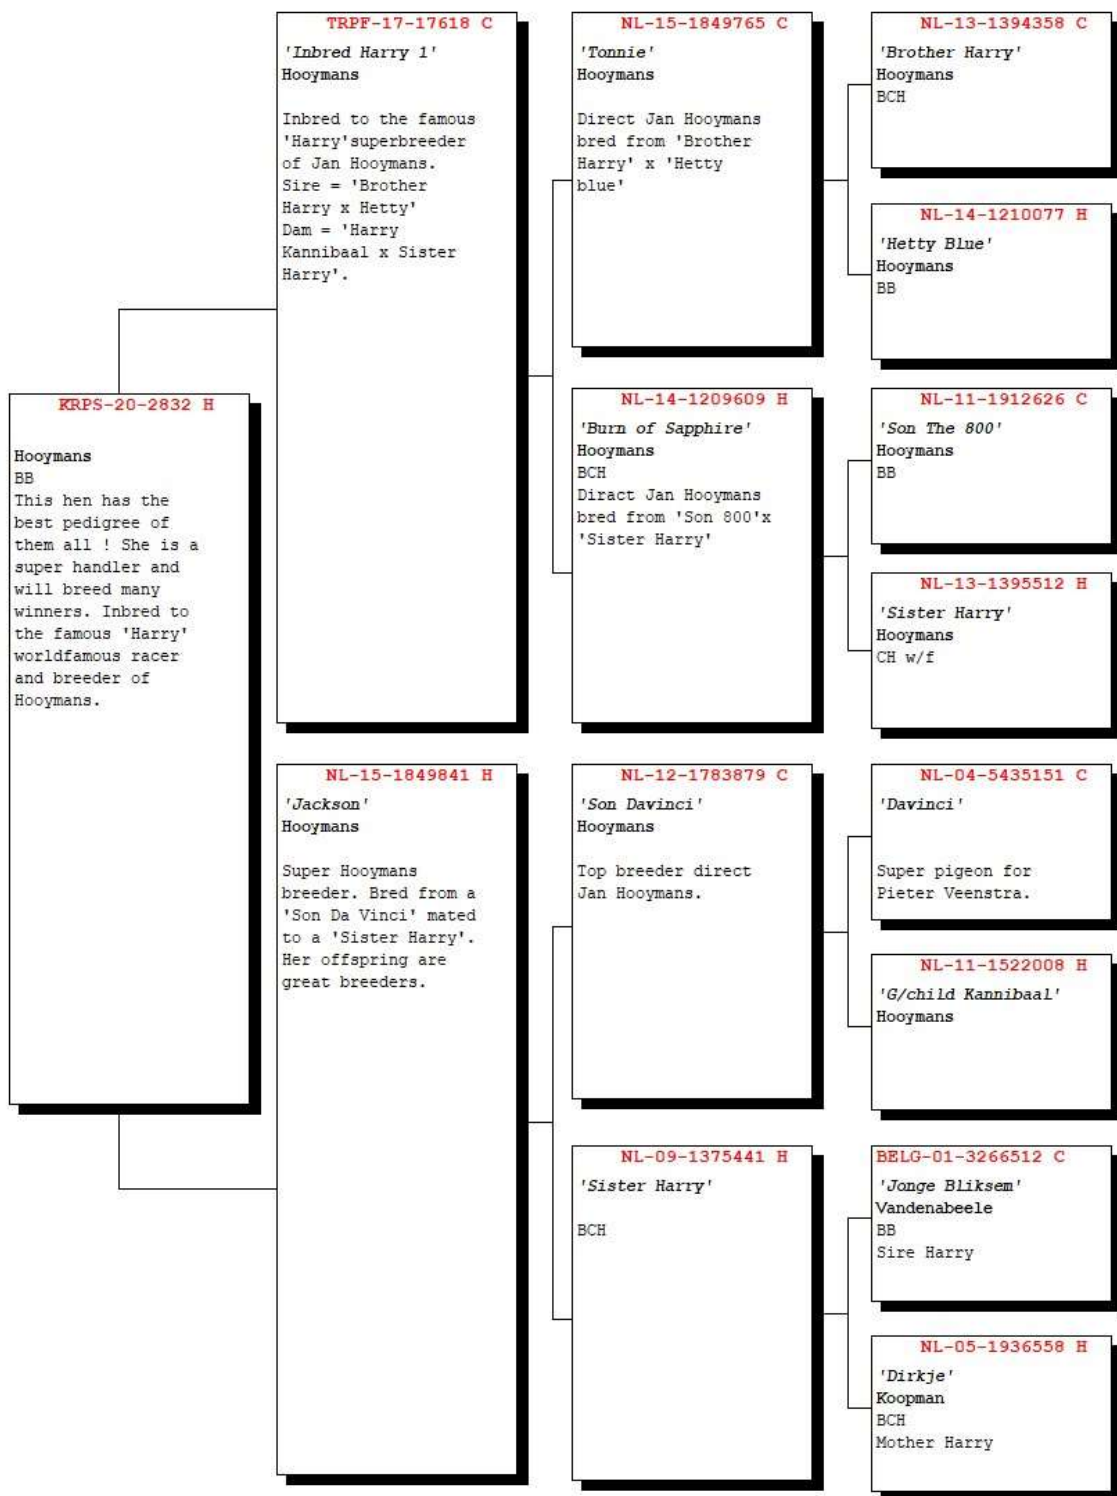 KRPS-20-2832 H
Hooymans
BB
This hen has the
best pedigree of
them all ! She is a
super handler and
will breed many
winners. Inbred to
the famous 'Harry'
worldfamous racer
and breeder of
Hooymans.
TRPF-17-17618 C
'Inbred Harry 1'
Hooymans
Inbred to the famous
'Harry'superbreeder
of Jan Hooymans.
Sire = 'Brother
Harry x Hetty'
Dam = 'Harry
Kannibaal x Sister
Harry'.
NL-15-1849841 H
'Jackson'
Hooymans
Super Hooymans
breeder. Bred from a
'Son Da Vinci' mated
to a 'Sister Harry'.
Her offspring are
great breeders.
NL-15-1849765 C
'Tonnie'
Hooymans
Direct Jan Hooymans
bred from 'Brother
Harry' x 'Hetty
blue'
NL-14-1209609 H
'Burn of Sapphire'
Hooymans
BCH
Diract Jan Hooymans
bred from 'Son 800'x
'Sister Harry'
NL-12-1783879 C
'Son Davinci'
Hooymans
Top breeder direct
Jan Hooymans.
NL-09-1375441 H
'Sister Harry'
BCH
NL-13-1394358 C
'Brother Harry'
Hooymans
BCH
NL-14-1210077 H
'Hetty Blue'
Hooymans
BB
NL-11-1912626 C
'Son The 800'
Hooymans
BB
NL-13-1395512 H
'Sister Harry'
Hooymans
CH w/f
NL-04-5435151 C
'Davinci'
Super pigeon for
Pieter Veenstra.
NL-11-1522008 H
'G/child Kannibaal'
Hooymans
BELG-01-3266512 C
'Jonge Bliksem'
Vandenabeele
BB
Sire Harry
NL-05-1936558 H
'Dirkje'
Koopman
BCH
Mother Harry